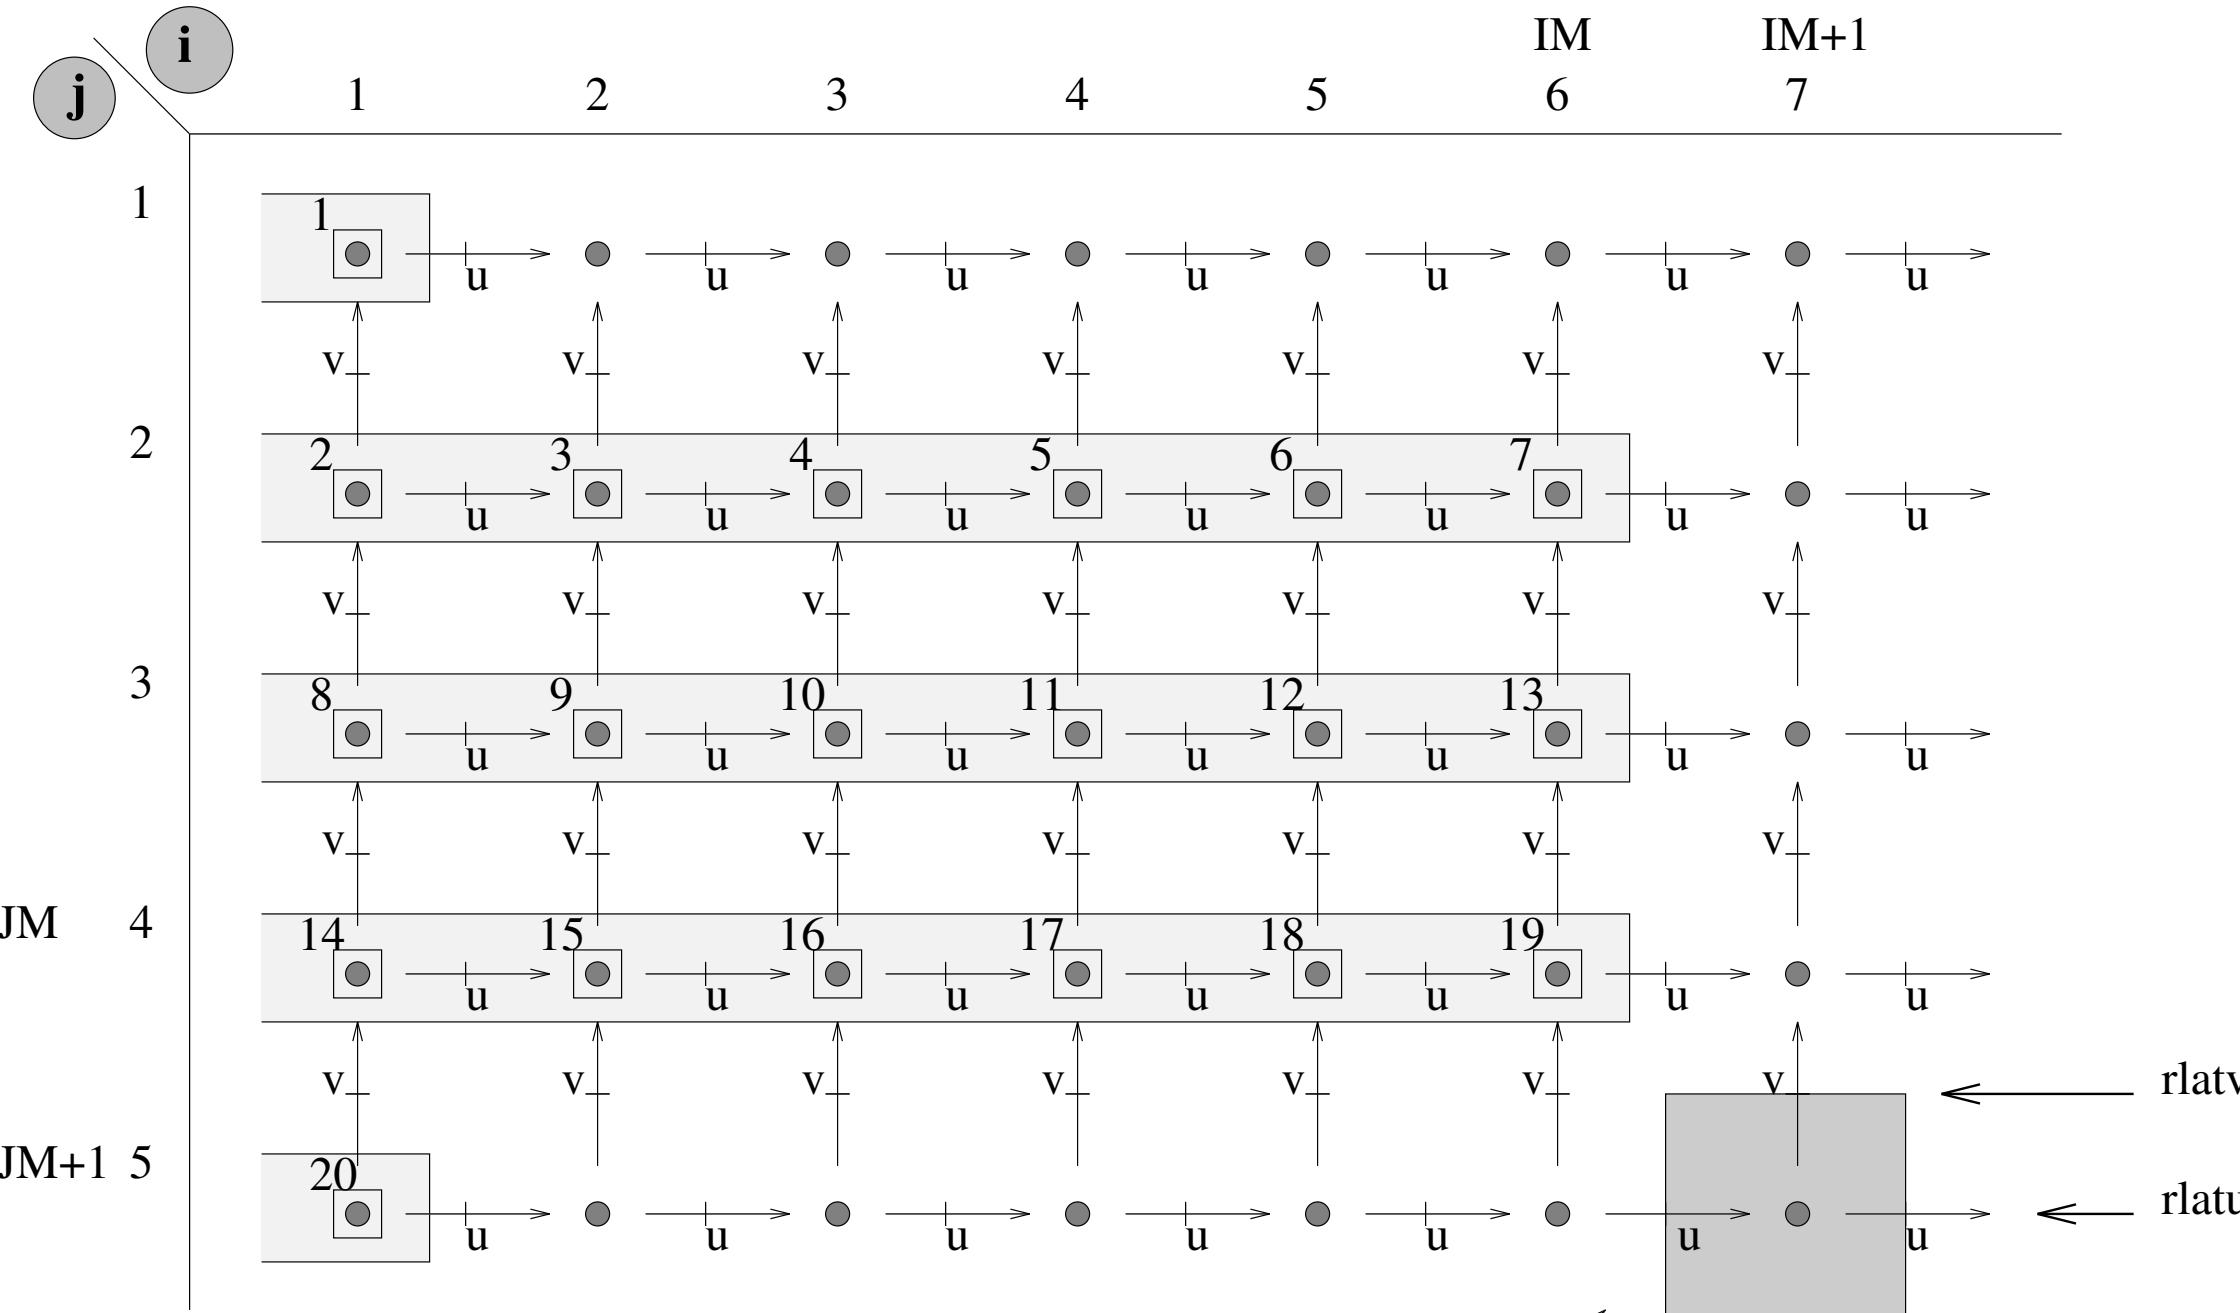 IM IM+1
i
j 1 2 3 4 5 6 7
1
1
u u u u u u u
v v v v v v v
2
2 3 4 5 6 7
u u u u u u u
v v v v v v v
3
8 9 10 11 12 13
u u u u u u u
v v v v v v v
JM 4
14 15 16 17 18 19
u u u u u u u
v v v v v v v rlatv
JM+1 5
20
rlatu
u u u u u u u